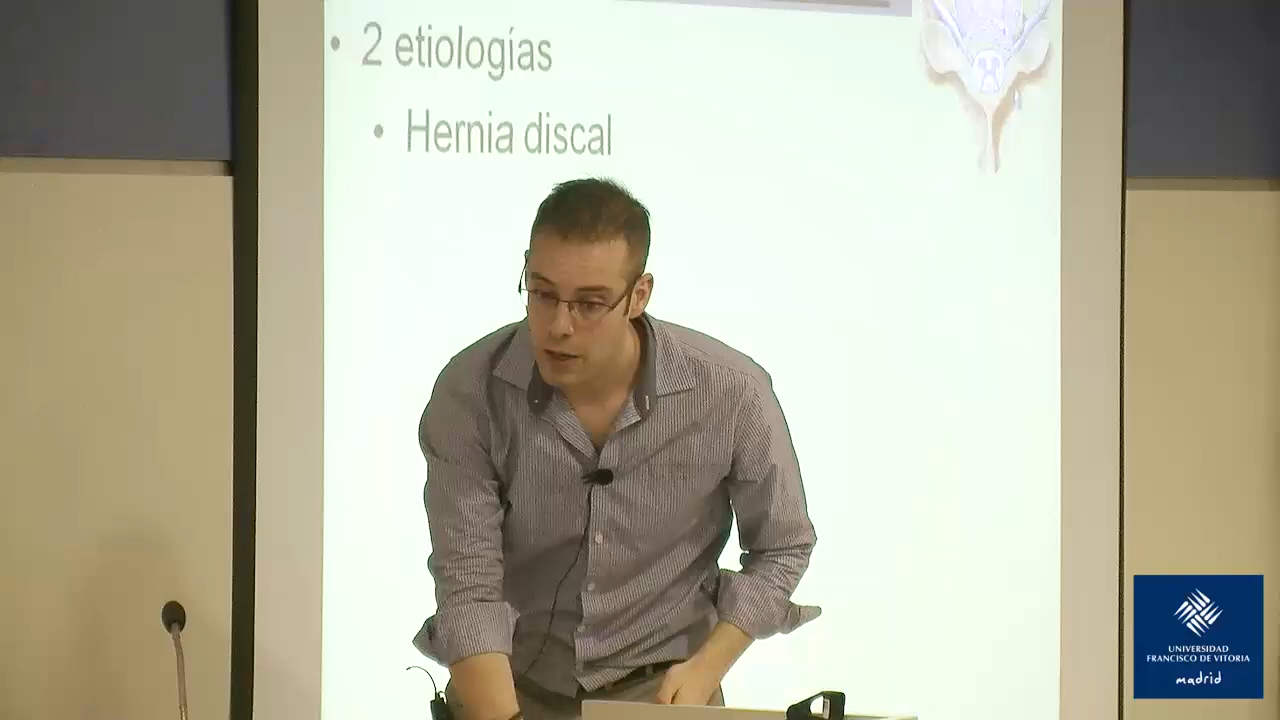 • 2 etiologías
• Hernia discal
UNIVERSIDAD
FRANCISCO DE VITORIA
madrid